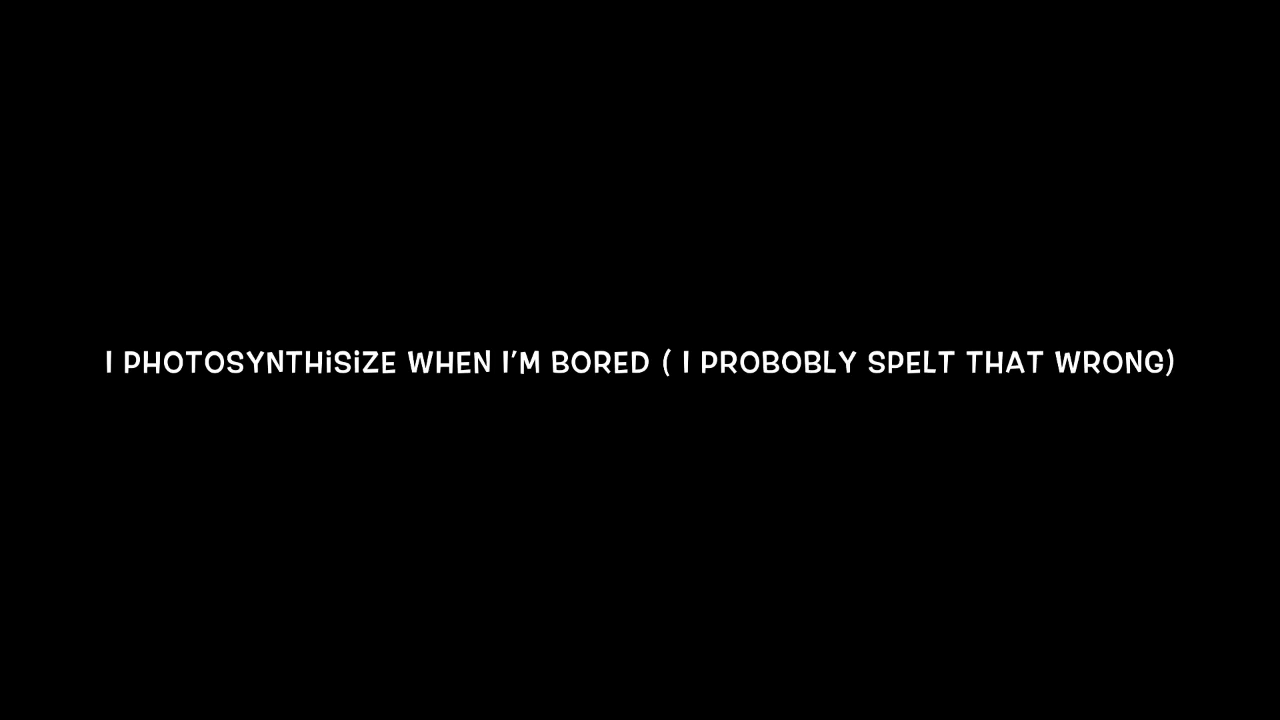 I PHOTOSYNTHiSiZE WHEN I'M BORED ( I PROBOBLY SPELT THAT WRONG)